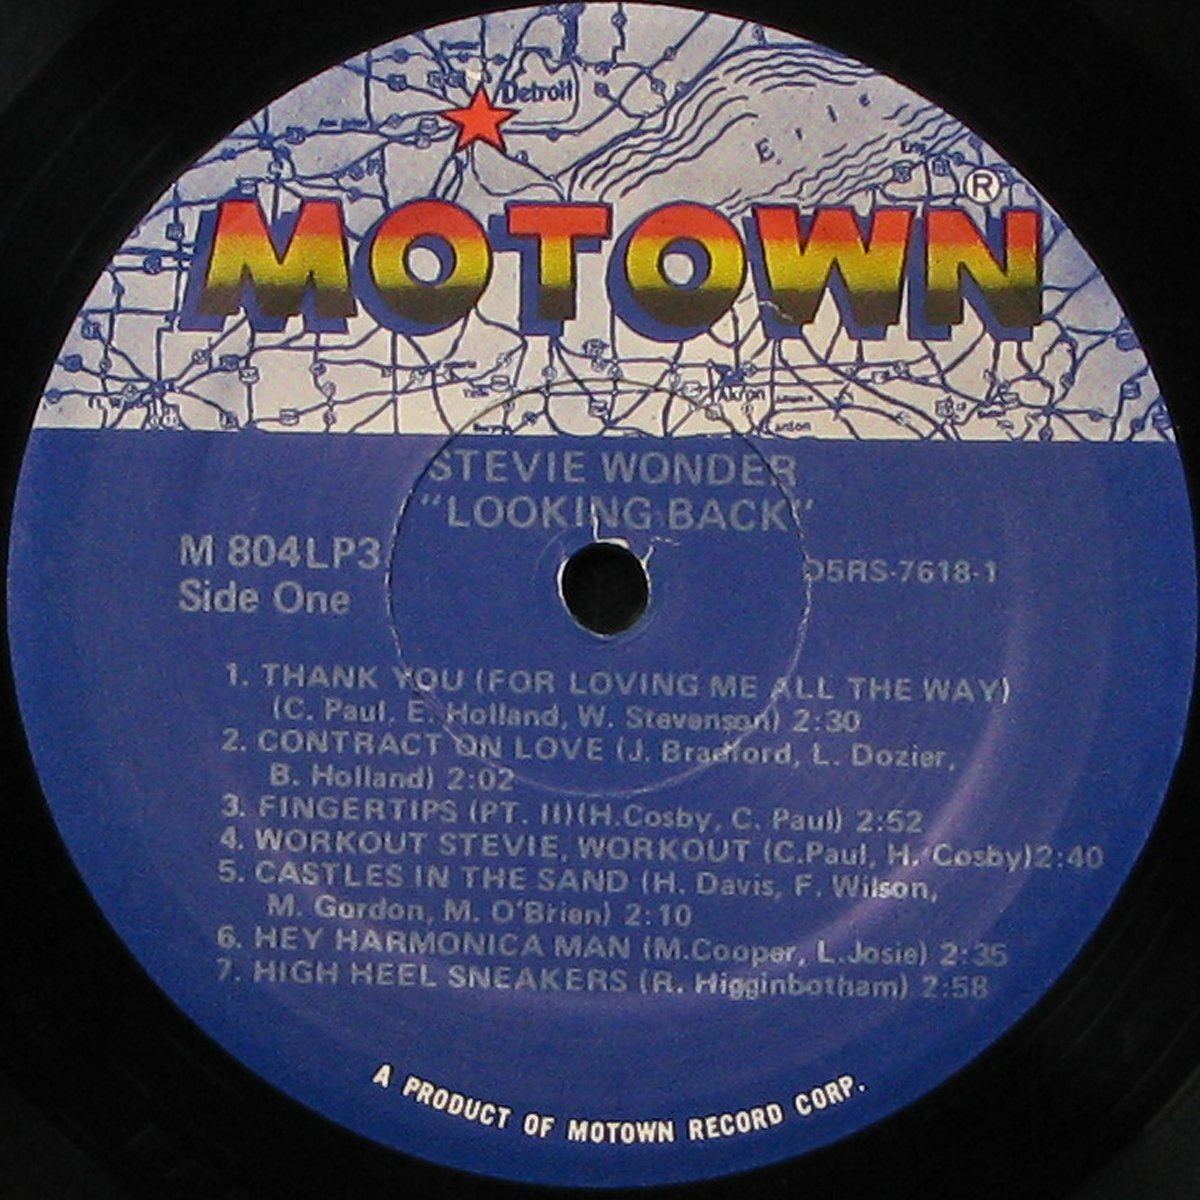 Detroit
Erie
Erie
MOTOWN®
Akron
STEVIE WONDER
"LOOKING BACK"
M 804LP3
Side One
D5RS-7618-1
1. THANK YOU (FOR LOVING ME ALL THE WAY)
(C. Paul, E. Holland, W. Stevenson) 2:30
2. CONTRACT ON LOVE (J. Bradford, L. Dozier,
B. Holland) 2:02
3. FINGERTIPS (PT. II)(H.Cosby, C. Paul) 2:52
4. WORKOUT STEVIE, WORKOUT (C.Paul, H. Cosby)2:40
5. CASTLES IN THE SAND (H. Davis, F. Wilson,
M. Gordon, M. O'Brien) 2:10
6. HEY HARMONICA MAN (M.Cooper, L.Josie) 2:35
7. HIGH HEEL SNEAKERS (R. Higginbotham) 2:58
A PRODUCT OF MOTOWN RECORD CORP.